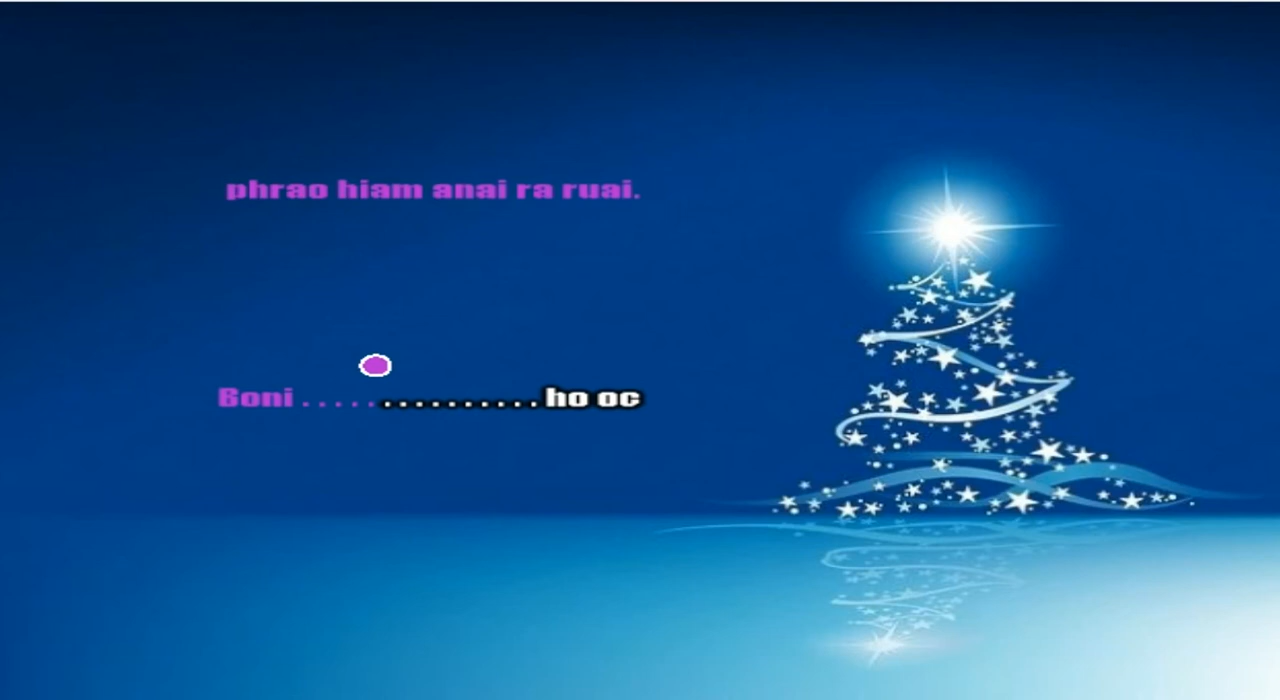 phrao hiam anai ra ruai.
Boni ...............ho oc